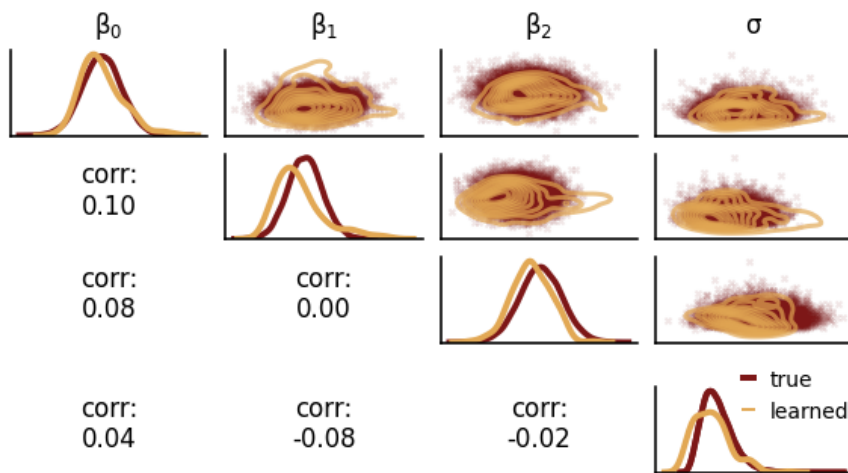 β₀ β₁ β₂ σ
corr:
0.10
corr: corr:
0.08 0.00
true
learned
corr: corr: corr:
0.04 -0.08 -0.02